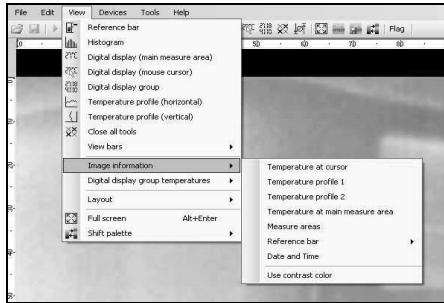 File Edit View Devices Tools Help
Reference bar
Histogram
Digital display (main measure area)
Digital display (mouse cursor)
Digital display group
Temperature profile (horizontal)
Temperature profile (vertical)
Close all tools
View bars
Image information
Digital display group temperatures
Layout
Full screen Alt+Enter
Shift palette
Flag
Temperature at cursor
Temperature profile 1
Temperature profile 2
Temperature at main measure area
Measure areas
Reference bar
Date and Time
Use contrast color